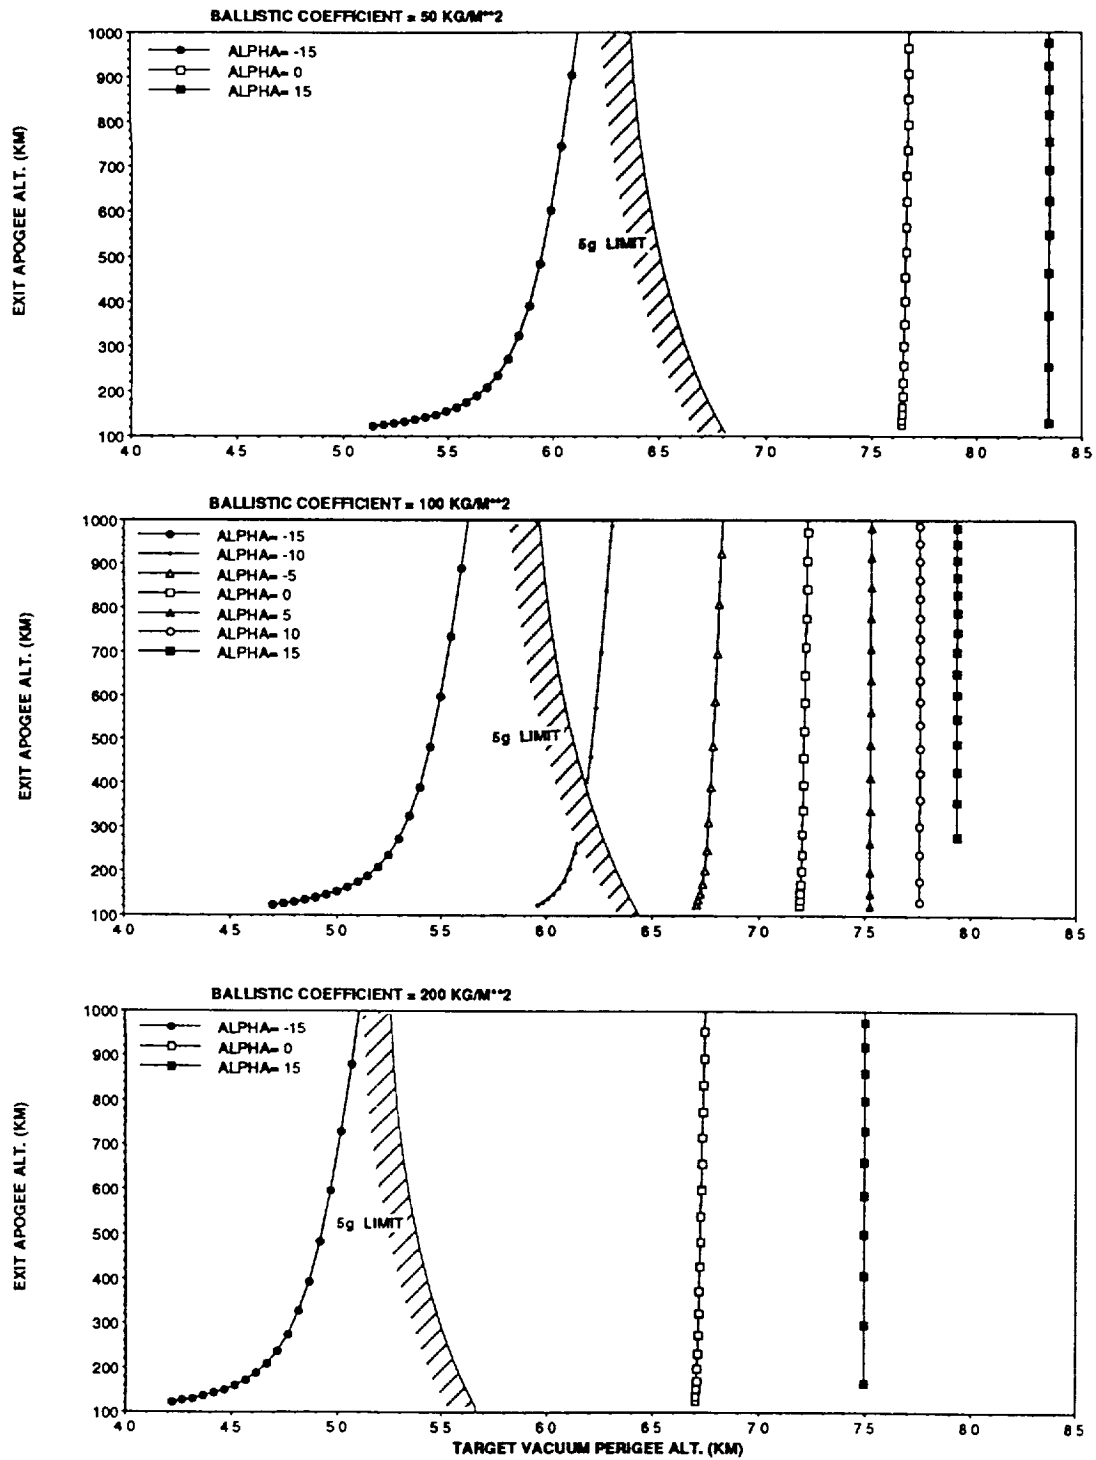 BALLISTIC COEFFICIENT = 50 KG/M**2
1000
900
800
700
600
500
400
300
200
100
EXIT APOGEE ALT. (KM)
ALPHA= -15
ALPHA= 0
ALPHA= 15
5g LIMIT
40 45 50 55 60 65 70 75 80 85
BALLISTIC COEFFICIENT = 100 KG/M**2
1000
900
800
700
600
500
400
300
200
100
EXIT APOGEE ALT. (KM)
ALPHA= -15
ALPHA= -10
ALPHA= -5
ALPHA= 0
ALPHA= 5
ALPHA= 10
ALPHA= 15
5g LIMIT
40 45 50 55 60 65 70 75 80 85
BALLISTIC COEFFICIENT = 200 KG/M**2
1000
900
800
700
600
500
400
300
200
100
EXIT APOGEE ALT. (KM)
ALPHA= -15
ALPHA= 0
ALPHA= 15
5g LIMIT
40 45 50 55 60 65 70 75 80 85
TARGET VACUUM PERIGEE ALT. (KM)